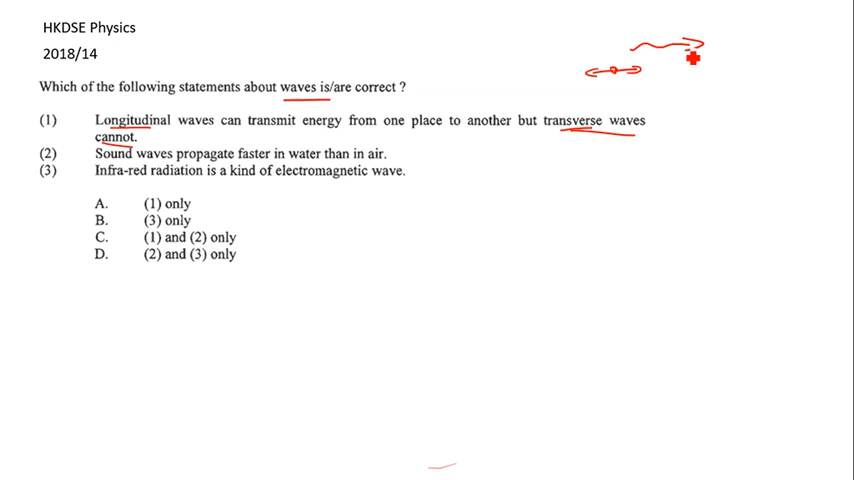 HKDSE Physics
2018/14
Which of the following statements about waves is/are correct ?
(1) Longitudinal waves can transmit energy from one place to another but transverse waves
cannot.
(2) Sound waves propagate faster in water than in air.
(3) Infra-red radiation is a kind of electromagnetic wave.
A. (1) only
B. (3) only
C. (1) and (2) only
D. (2) and (3) only